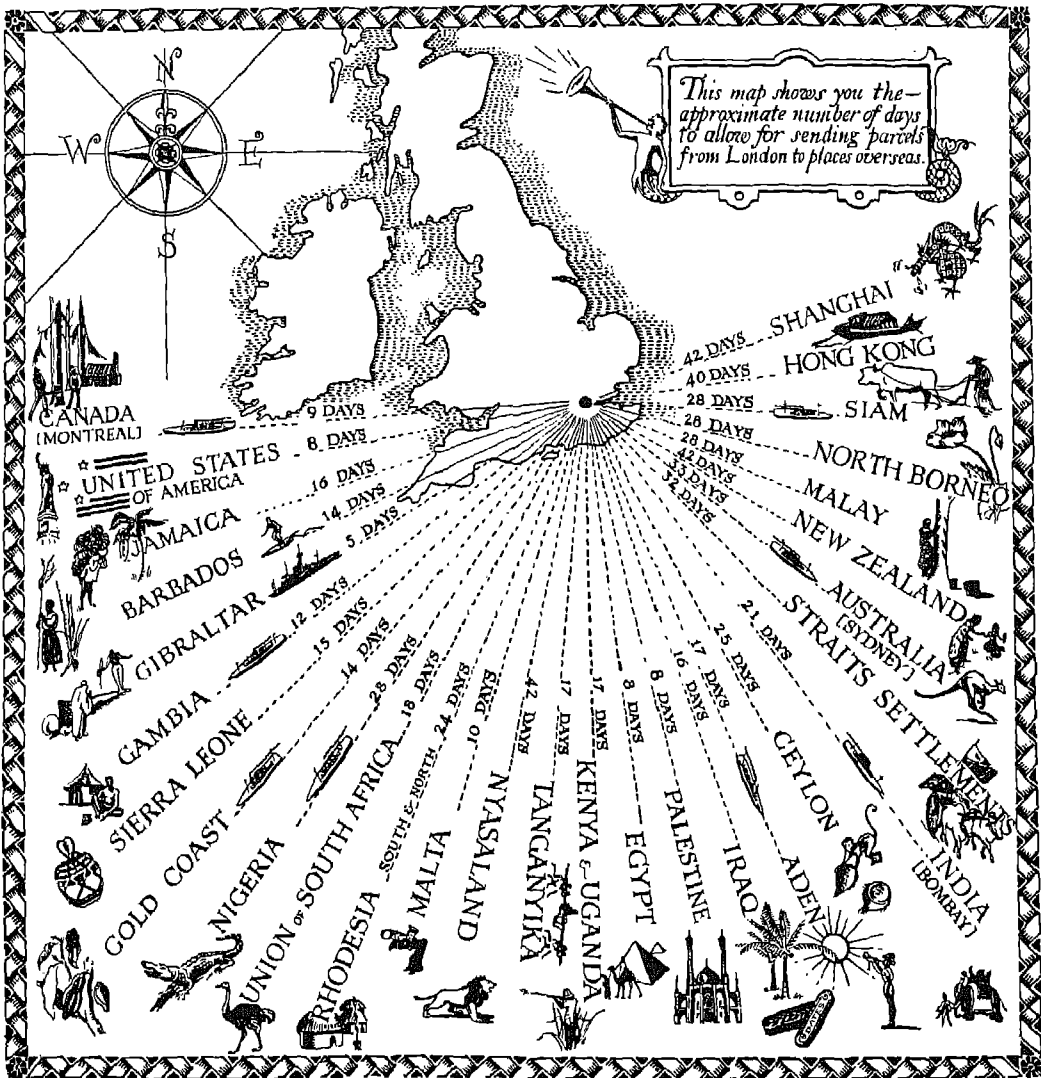 N
W
E
S
This map shows you the—
approximate number of days
to allow for sending parcels
from London to places overseas.
42 DAYS SHANGHAI
40 DAYS HONG KONG
28 DAYS SIAM
28 DAYS NORTH BORNEO
28 DAYS MALAY
42 DAYS NEW ZEALAND
33 DAYS AUSTRALIA
[SYDNEY]
32 DAYS STRAITS SETTLEMENTS
21 DAYS INDIA
[BOMBAY]
25 DAYS CEYLON
17 DAYS ADEN
16 DAYS IRAQ
8 DAYS PALESTINE
8 DAYS EGYPT
17 DAYS KENYA & UGANDA
17 DAYS TANGANYIKA
42 DAYS NYASALAND
10 DAYS MALTA
24 DAYS SOUTH & NORTH RHODESIA
18 DAYS UNION OF SOUTH AFRICA
28 DAYS NIGERIA
14 DAYS GOLD COAST
15 DAYS SIERRA LEONE
12 DAYS GAMBIA
5 DAYS GIBRALTAR
14 DAYS BARBADOS
16 DAYS JAMAICA
8 DAYS UNITED STATES
OF AMERICA
9 DAYS CANADA
[MONTREAL]